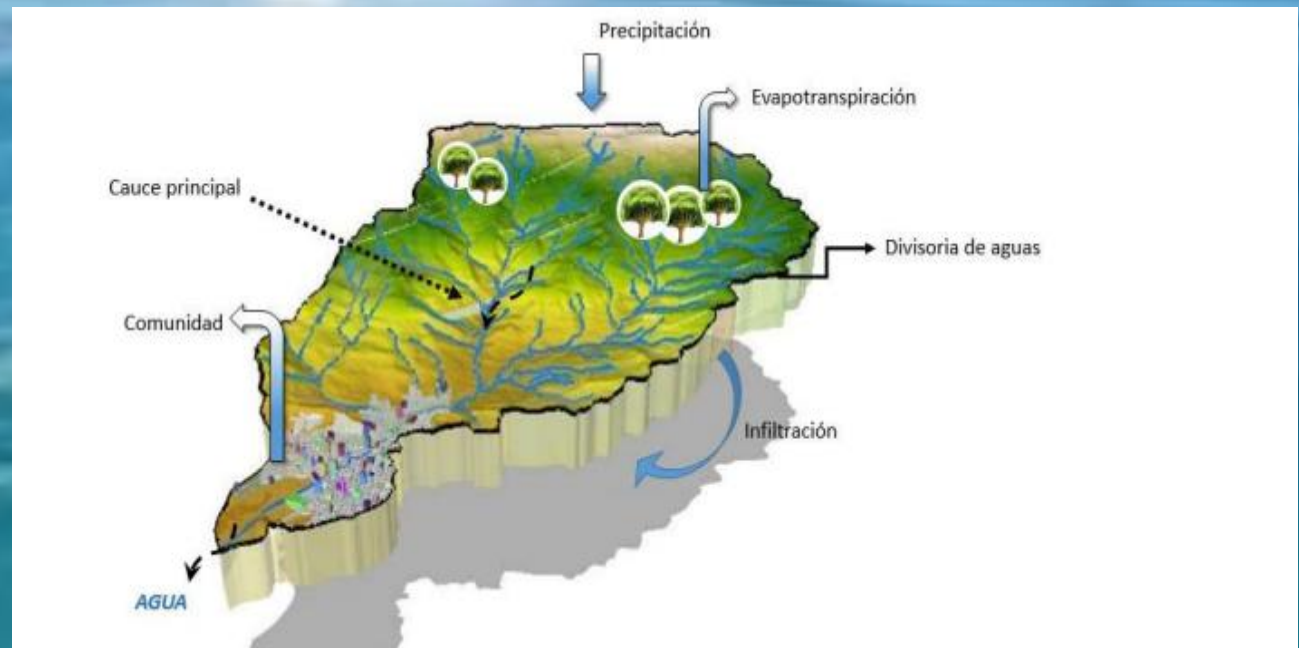 Precipitación
Evapotranspiración
Cauce principal
Divisoria de aguas
Comunidad
Infiltración
AGUA